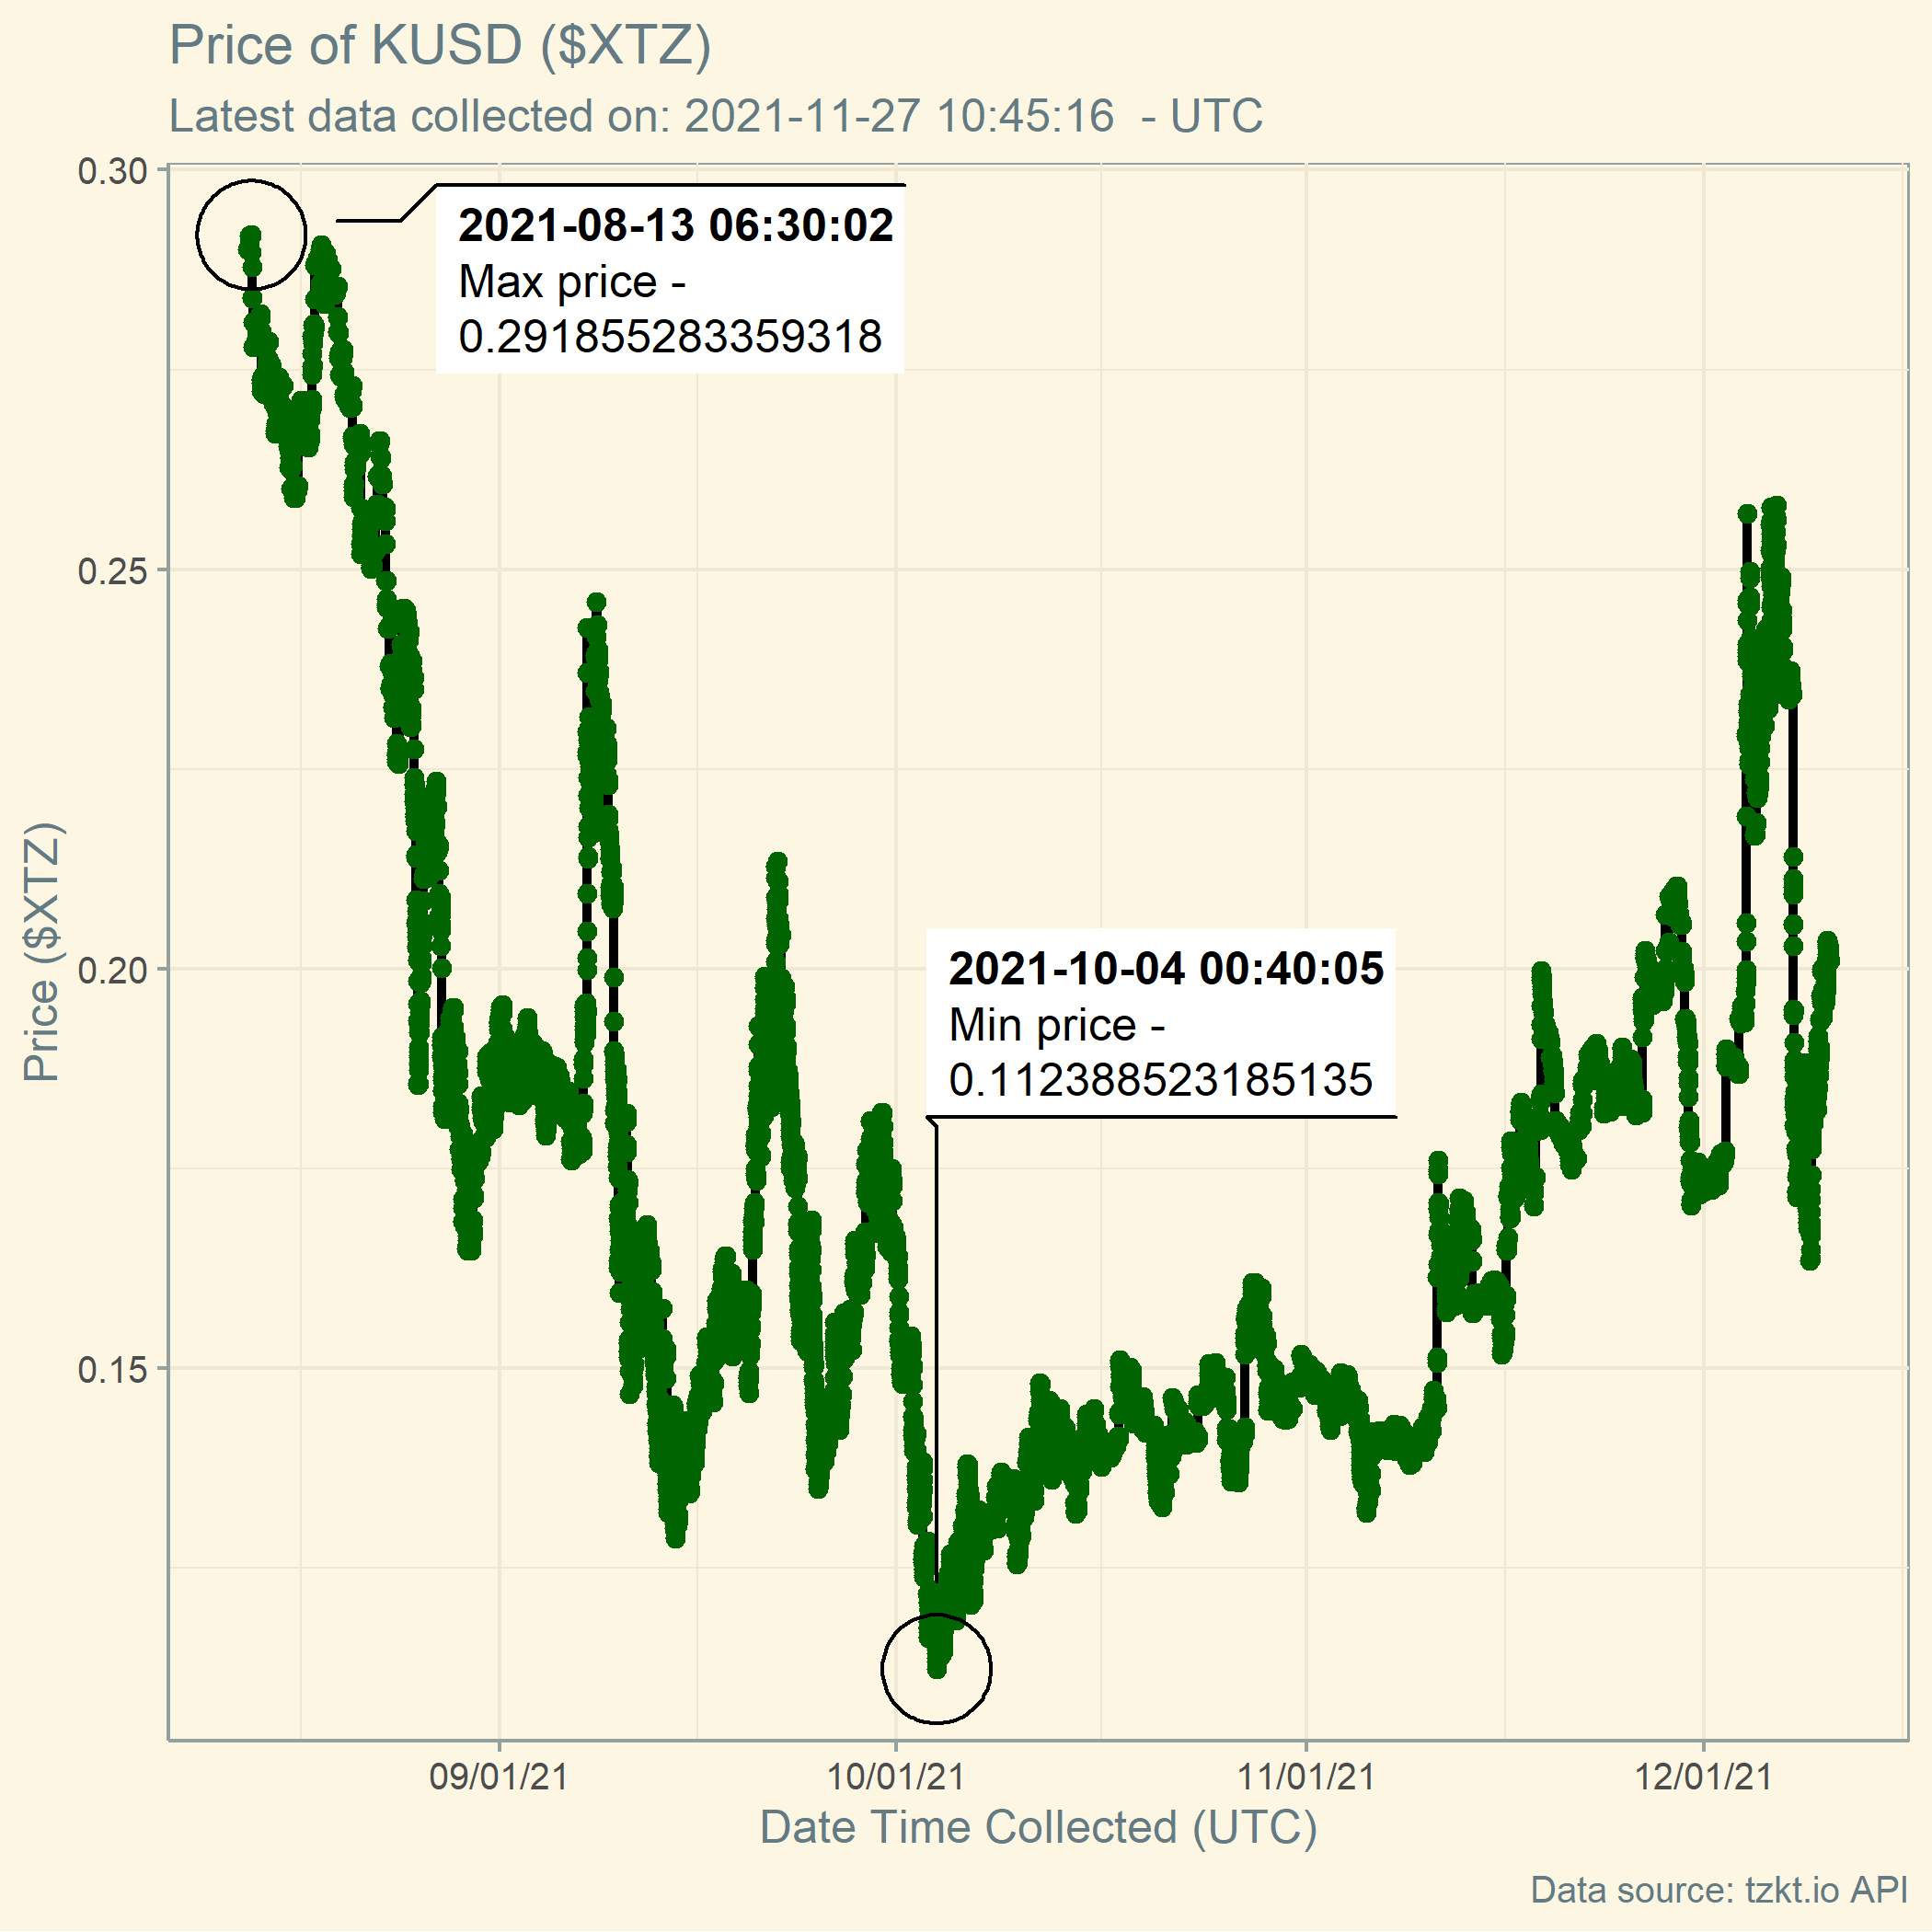 Price of KUSD ($XTZ)
Latest data collected on: 2021-11-27 10:45:16  - UTC
0.30
0.25
0.20
0.15
Price ($XTZ)
2021-08-13 06:30:02
Max price -
0.291855283359318
2021-10-04 00:40:05
Min price -
0.112388523185135
09/01/21
10/01/21
11/01/21
12/01/21
Date Time Collected (UTC)
Data source: tzkt.io API